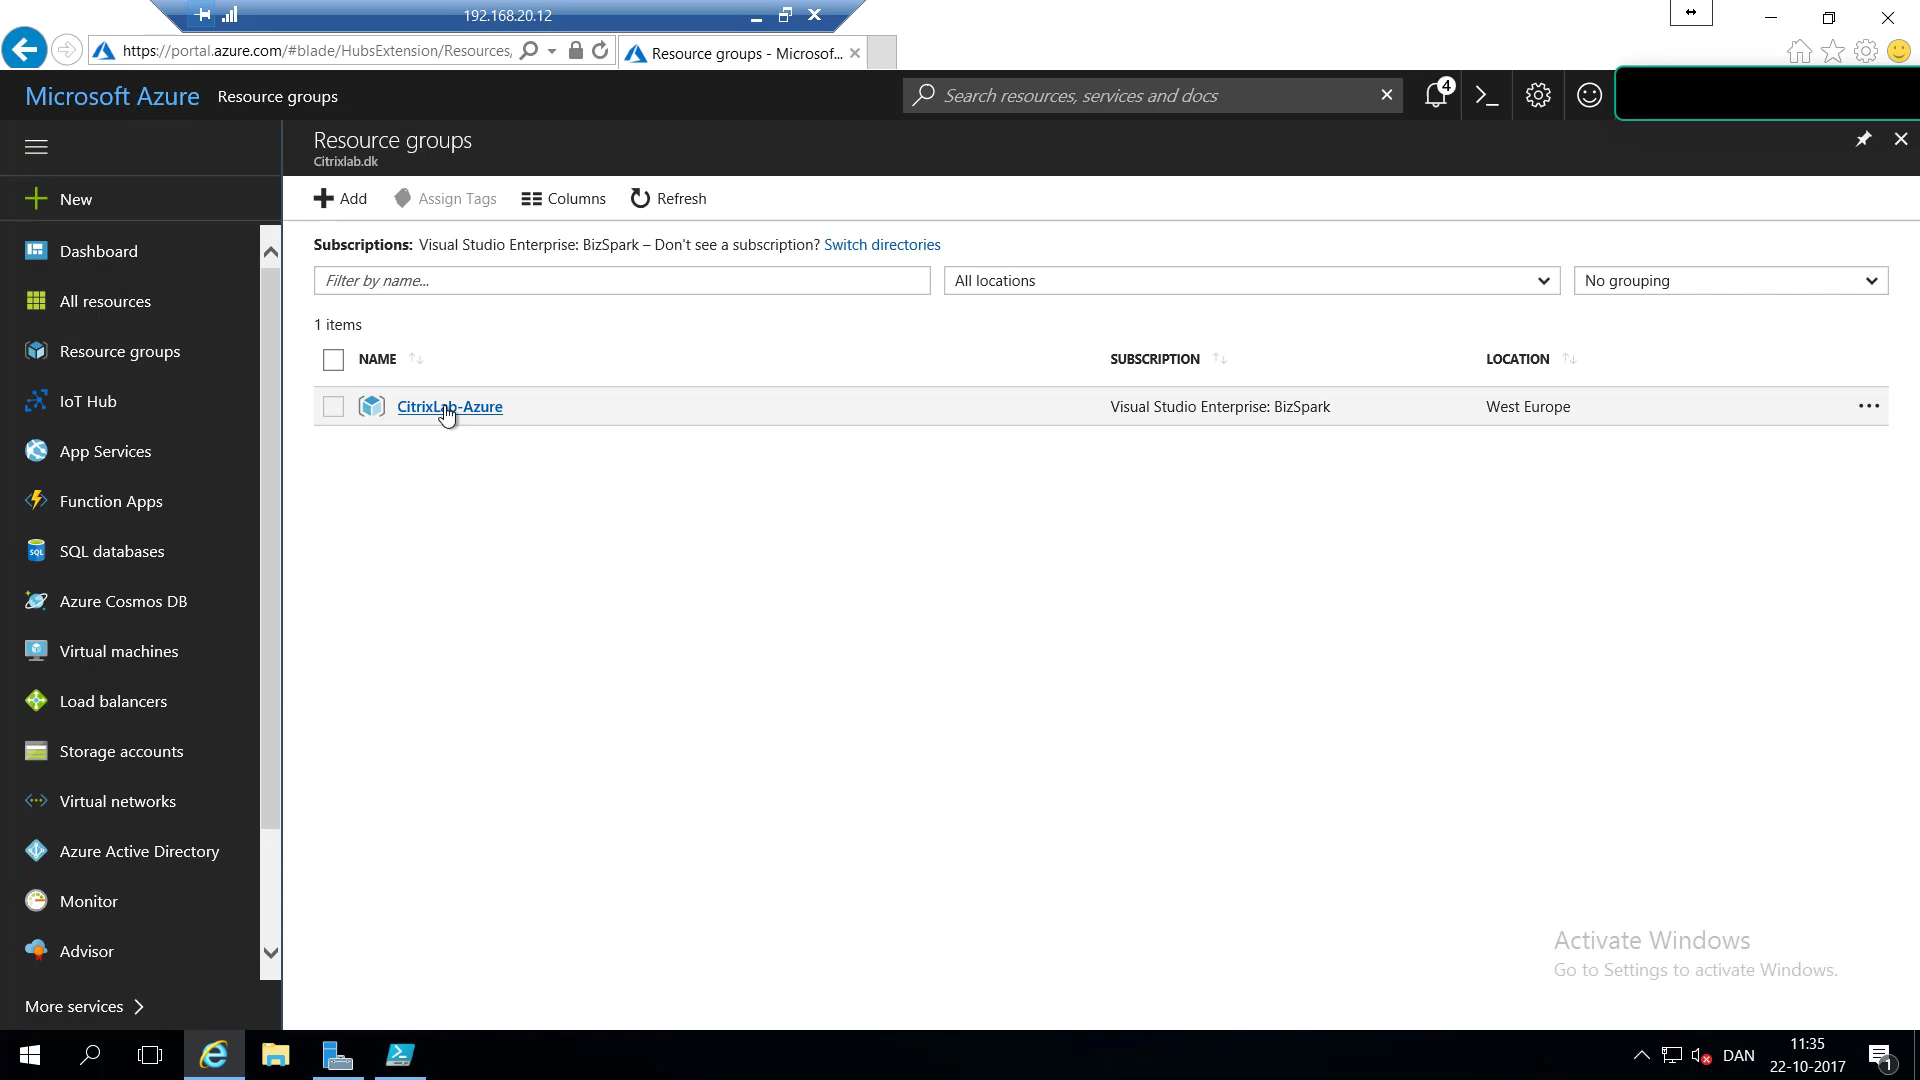 192.168.20.12
https://portal.azure.com/#blade/HubsExtension/Resources,
Resource groups - Microsof...
Microsoft Azure
Resource groups
Search resources, services and docs
4
Resource groups
Citrixlab.dk
New
Add
Assign Tags
Columns
Refresh
Subscriptions: Visual Studio Enterprise: BizSpark – Don't see a subscription? Switch directories
Filter by name...
All locations
No grouping
1 items
NAME
SUBSCRIPTION
LOCATION
CitrixLab-Azure
Visual Studio Enterprise: BizSpark
West Europe
Dashboard
All resources
Resource groups
IoT Hub
App Services
Function Apps
SQL databases
Azure Cosmos DB
Virtual machines
Load balancers
Storage accounts
Virtual networks
Azure Active Directory
Monitor
Advisor
More services
Activate Windows
Go to Settings to activate Windows.
DAN
11:35
22-10-2017
1